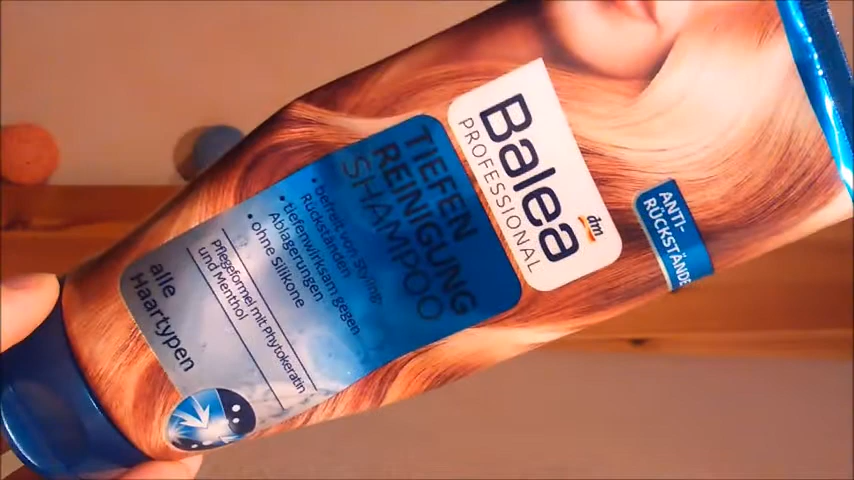 dm
Balea
PROFESSIONAL
ANTI-
RÜCKSTÄNDE
TIEFEN
REINIGUNG
SHAMPOO
• befreit von Styling-
Rückständen
• tiefenwirksam gegen
Ablagerungen
• ohne Silikone
Pflegeformel mit Phytokeratin
und Menthol
alle
Haartypen